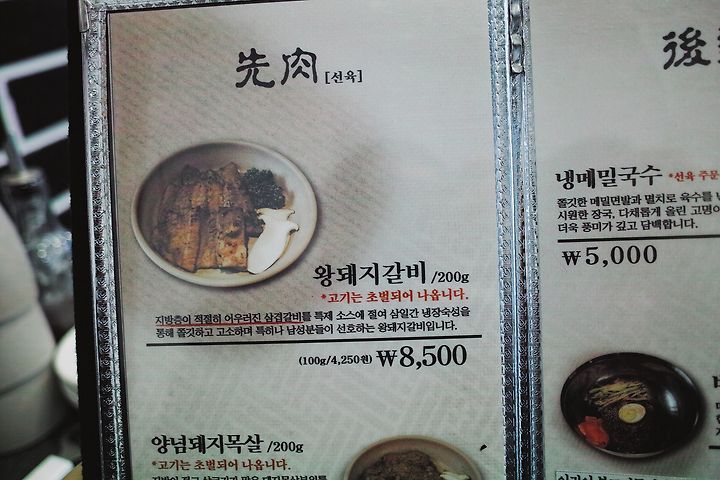 先肉 [선육]
왕돼지갈비 /200g
*고기는 초벌되어 나옵니다.
지방층이 적절히 어우러진 삼겹갈비를 특제 소스에 절여 삼일간 냉장숙성을
통해 쫄깃하고 고소하며 특히나 남성분들이 선호하는 왕돼지갈비입니다.
(100g/4,250원) ₩8,500
양념돼지목살 /200g
*고기는 초벌되어 나옵니다.
後
냉메밀국수 *선육 주문
쫄깃한 메밀면발과 멸치로 육수를
시원한 장국, 다채롭게 올린 고명이
더욱 풍미가 깊고 담백합니다.
₩5,000